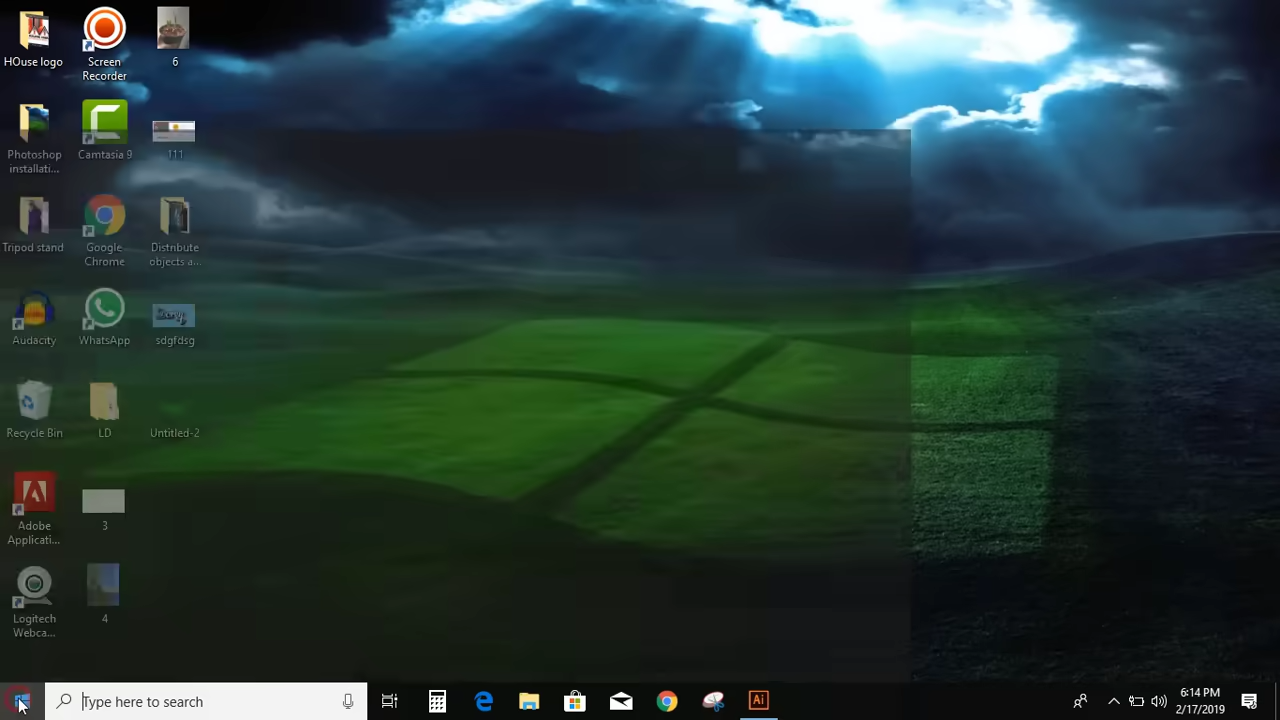 HOuse logo
Screen
Recorder
6
Photoshop
installati...
Camtasia 9
111
Tripod stand
Google
Chrome
Distribute
objects a...
Audacity
WhatsApp
sdgfdsg
Recycle Bin
LD
Untitled-2
Adobe
Applicati...
3
Logitech
Webca...
4
Type here to search
Ai
6:14 PM
2/17/2019